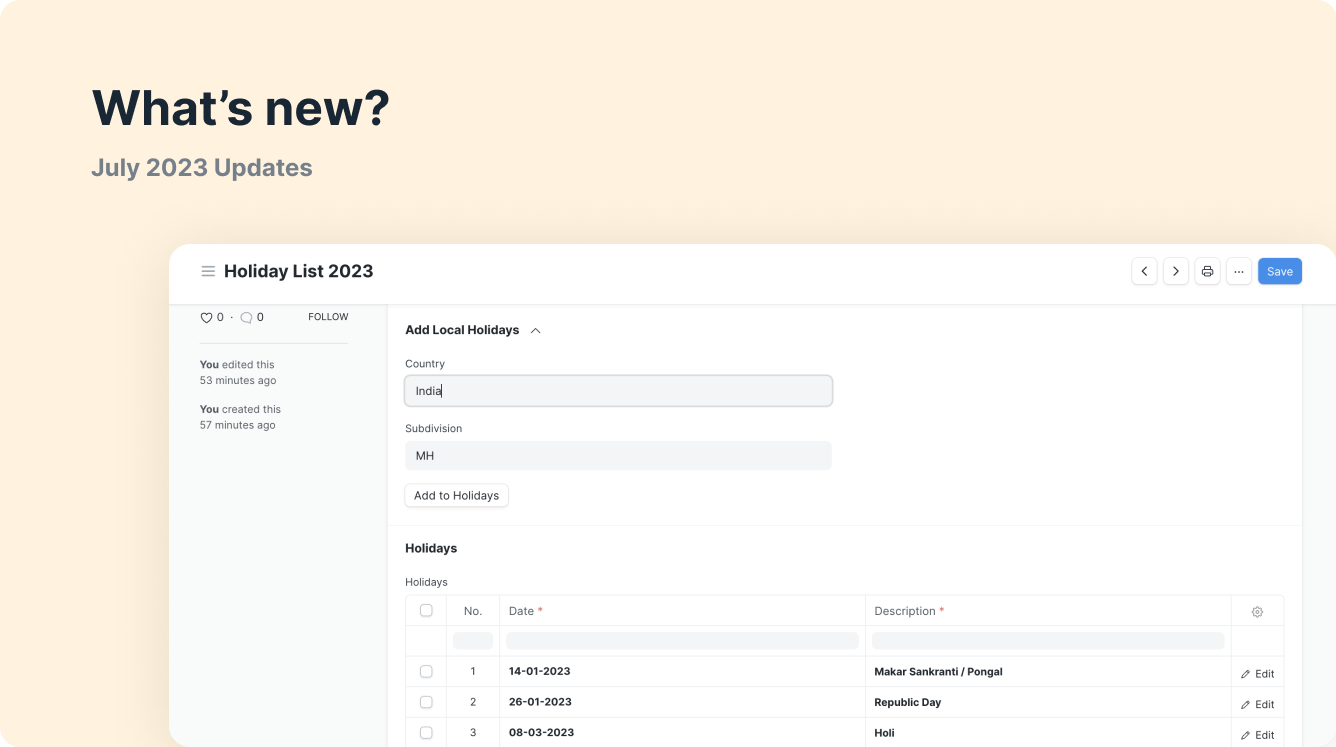 What's new?
July 2023 Updates
Holiday List 2023
Save
0 · 0 FOLLOW
You edited this
53 minutes ago
You created this
57 minutes ago
Add Local Holidays
Country
India
Subdivision
MH
Add to Holidays
Holidays
Holidays
No. Date * Description *
1 14-01-2023 Makar Sankranti / Pongal Edit
2 26-01-2023 Republic Day Edit
3 08-03-2023 Holi Edit